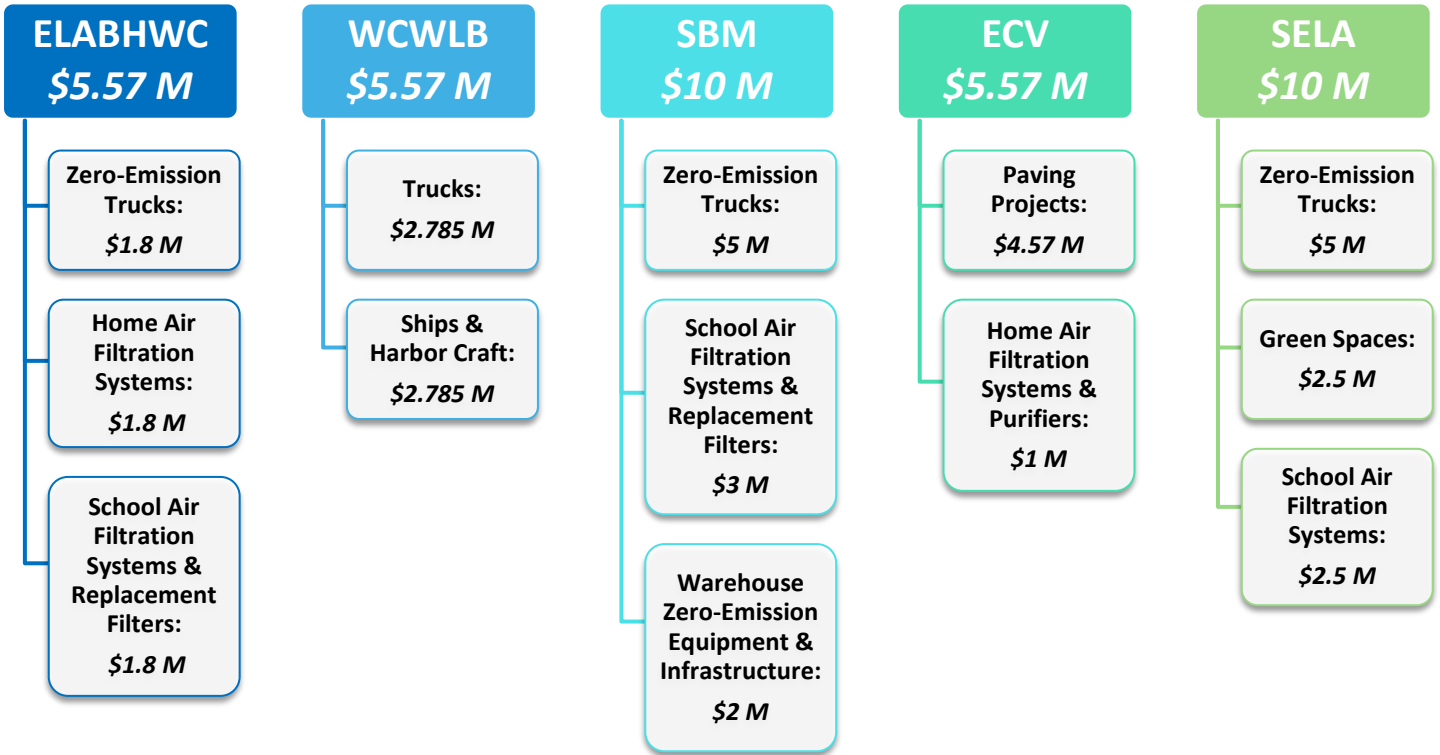 ELABHWC
$5.57 M
Zero-Emission
Trucks:
$1.8 M
Home Air
Filtration
Systems:
$1.8 M
School Air
Filtration
Systems &
Replacement
Filters:
$1.8 M
WCWLB
$5.57 M
Trucks:
$2.785 M
Ships &
Harbor Craft:
$2.785 M
SBM
$10 M
Zero-Emission
Trucks:
$5 M
School Air
Filtration
Systems &
Replacement
Filters:
$3 M
Warehouse
Zero-Emission
Equipment &
Infrastructure:
$2 M
ECV
$5.57 M
Paving
Projects:
$4.57 M
Home Air
Filtration
Systems &
Purifiers:
$1 M
SELA
$10 M
Zero-Emission
Trucks:
$5 M
Green Spaces:
$2.5 M
School Air
Filtration
Systems:
$2.5 M